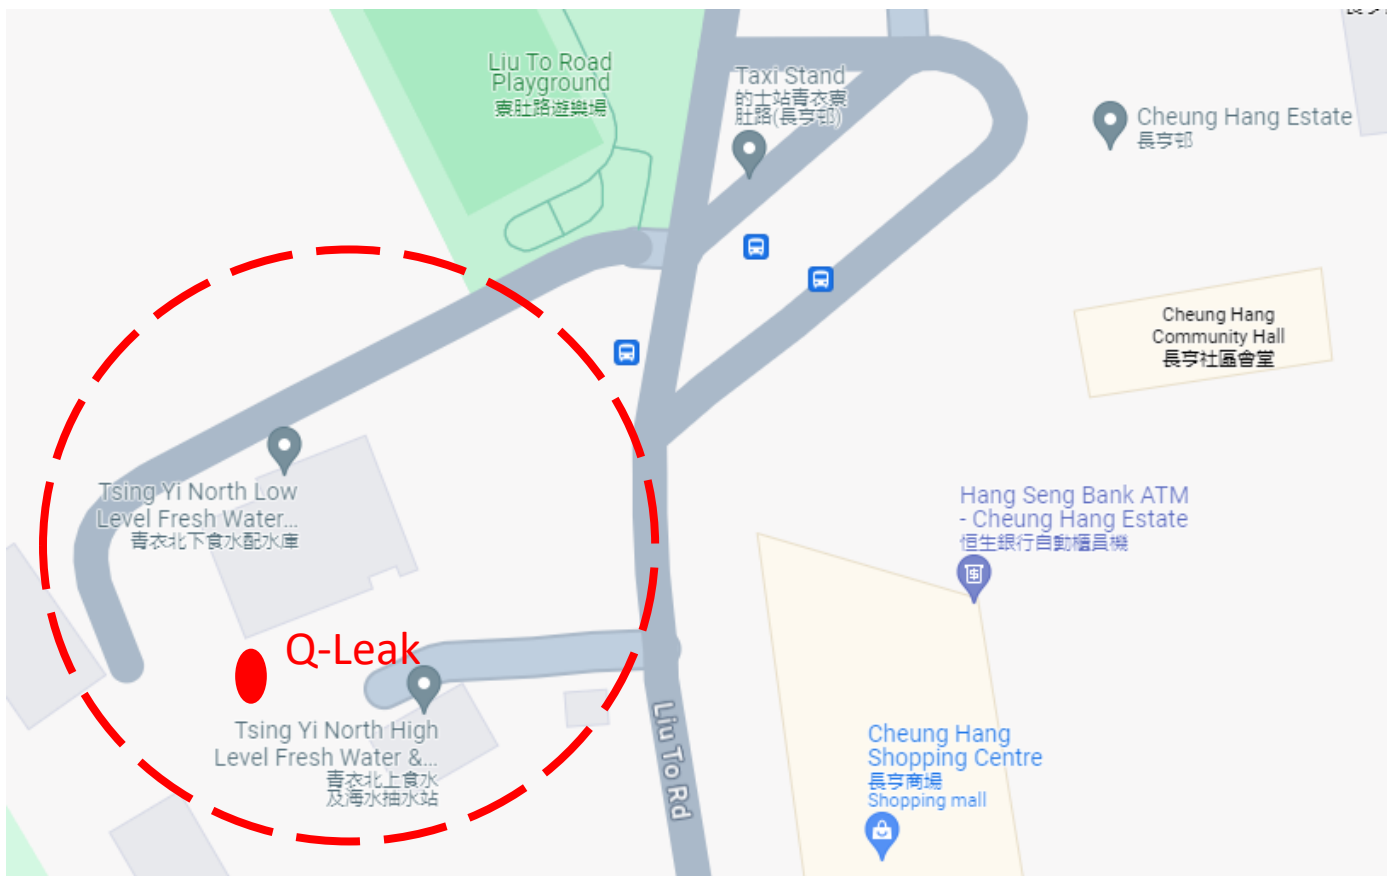 Liu To Road
Playground
寮肚路遊樂場
Taxi Stand
的士站青衣寮
肚路(長亨邨)
Cheung Hang Estate
長亨邨
Cheung Hang
Community Hall
長亨社區會堂
Tsing Yi North Low
Level Fresh Water...
青衣北下食水配水庫
Hang Seng Bank ATM
- Cheung Hang Estate
恒生銀行自動櫃員機
Q-Leak
Tsing Yi North High
Level Fresh Water &...
青衣北上食水
及海水抽水站
Liu To Rd
Cheung Hang
Shopping Centre
長亨商場
Shopping mall